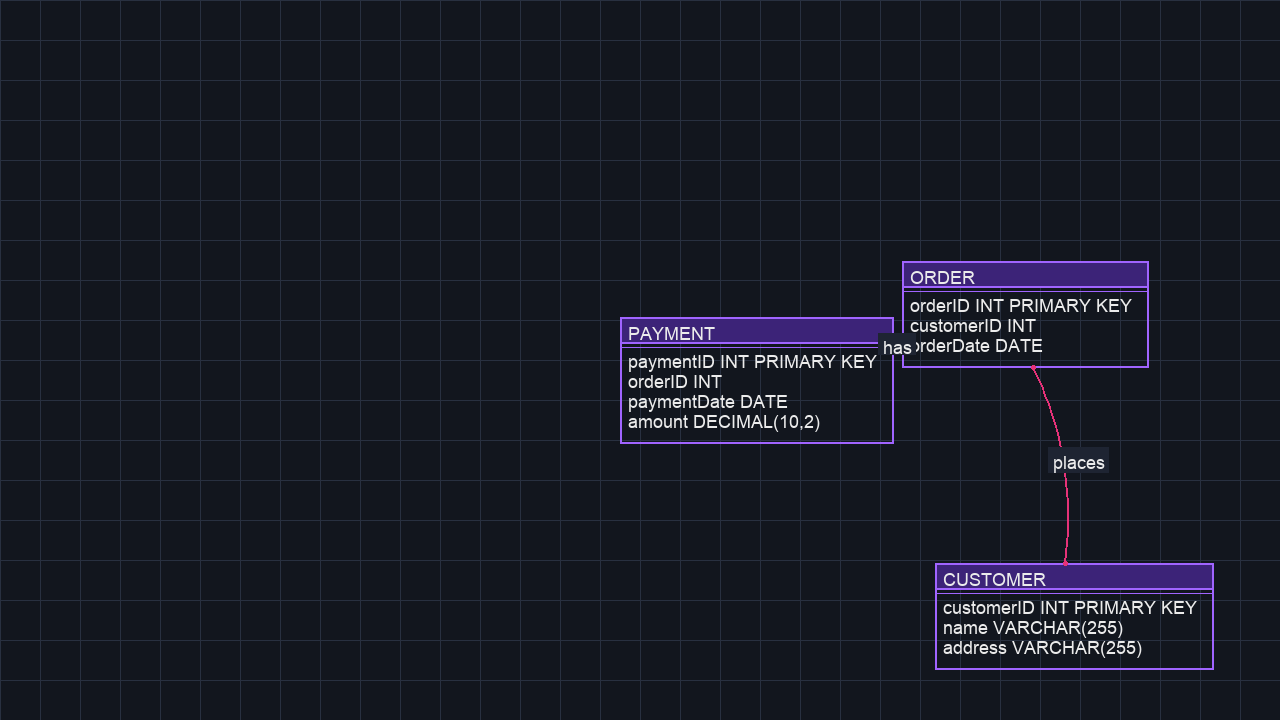 ORDER
orderID INT PRIMARY KEY
customerID INT
orderDate DATE
has
PAYMENT
paymentID INT PRIMARY KEY
orderID INT
paymentDate DATE
amount DECIMAL(10,2)
places
CUSTOMER
customerID INT PRIMARY KEY
name VARCHAR(255)
address VARCHAR(255)